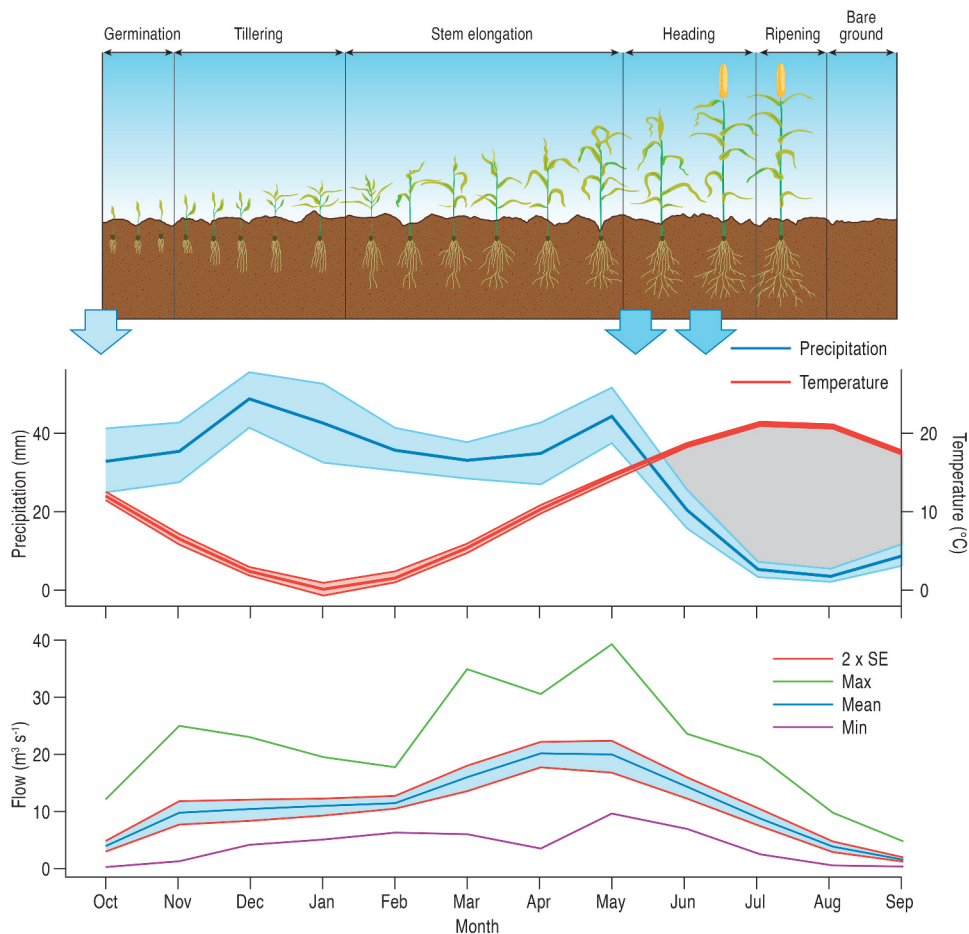 Germination
Tillering
Stem elongation
Heading
Ripening
Bare
ground
Precipitation
Temperature
Precipitation (mm)
40
20
0
20
10
0
Temperature (°C)
40
30
20
10
0
Flow (m³ s⁻¹)
2 x SE
Max
Mean
Min
Oct Nov Dec Jan Feb Mar Apr May Jun Jul Aug Sep
Month